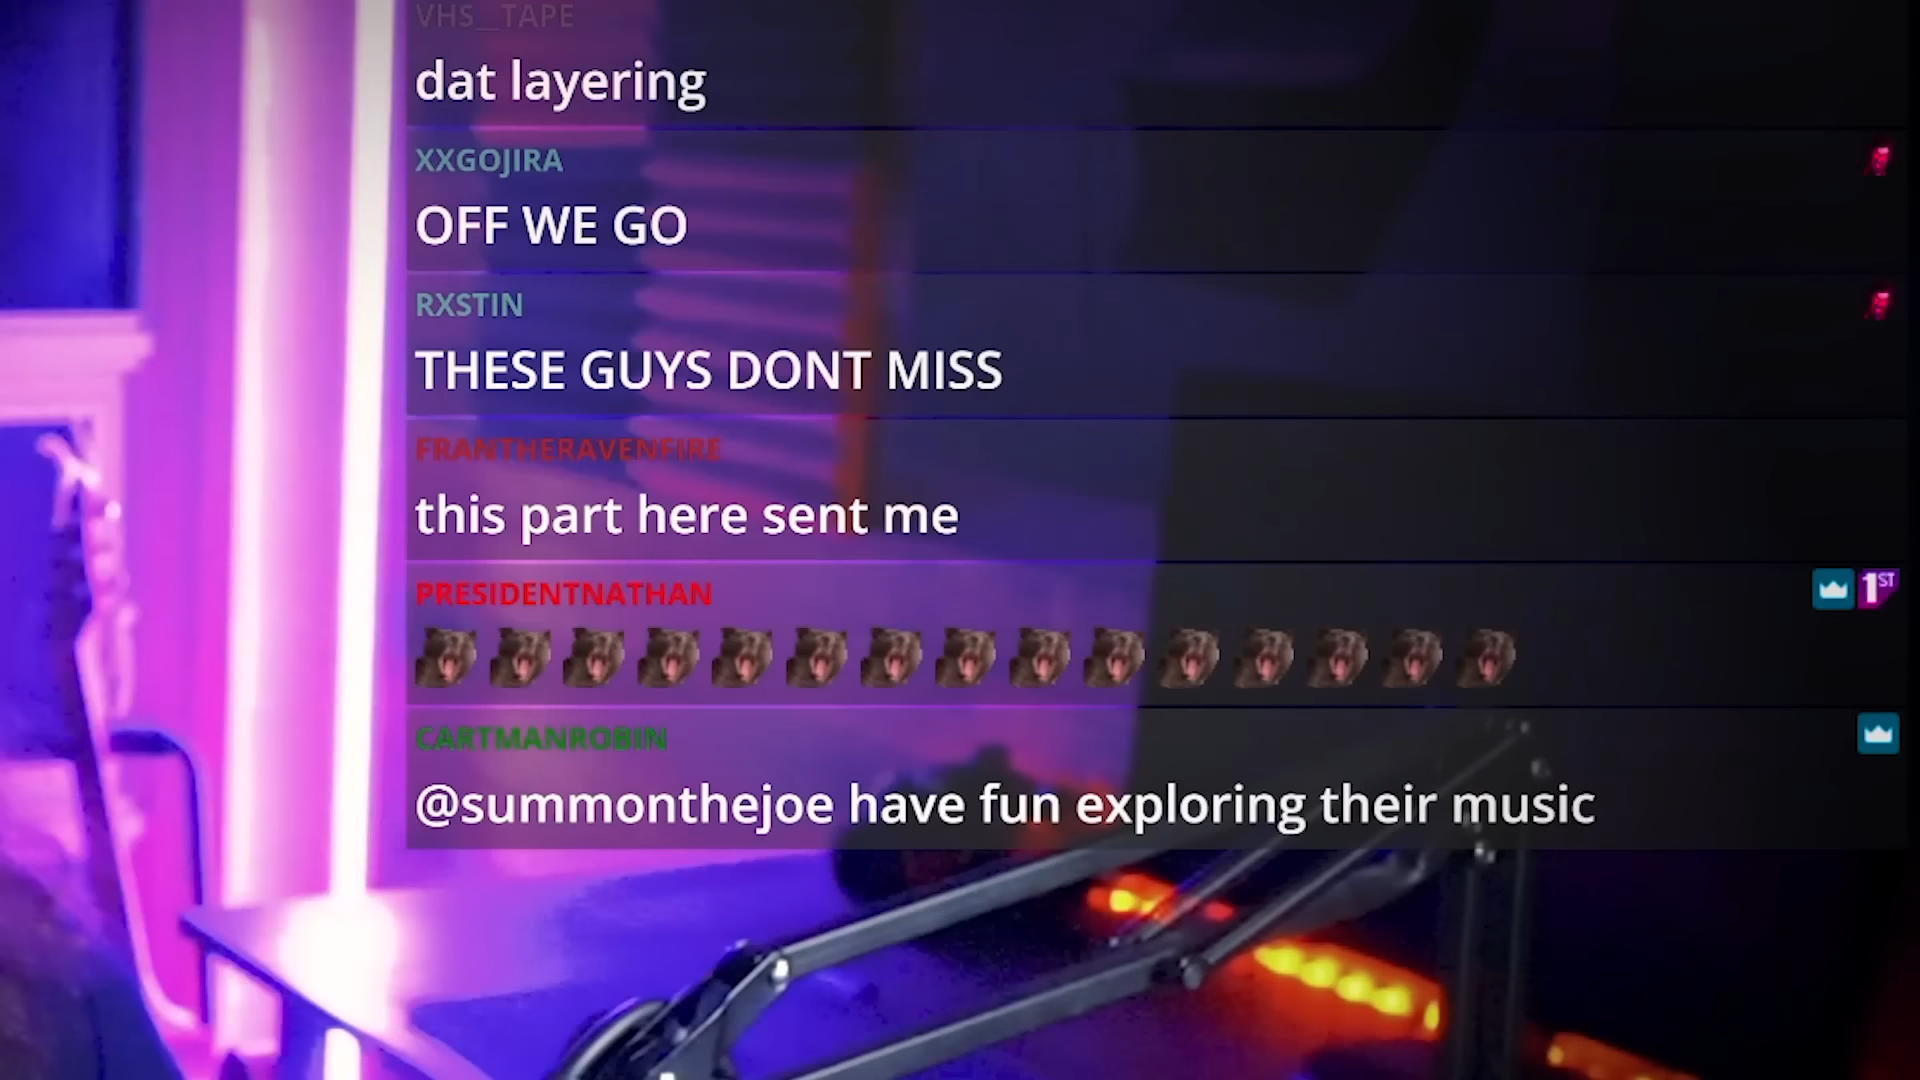 VHS__TAPE
dat layering
XXGOJIRA
OFF WE GO
RXSTIN
THESE GUYS DONT MISS
FRANTHERAVENFIRE
this part here sent me
PRESIDENTNATHAN
1ST
CARTMANROBIN
@summonthejoe have fun exploring their music